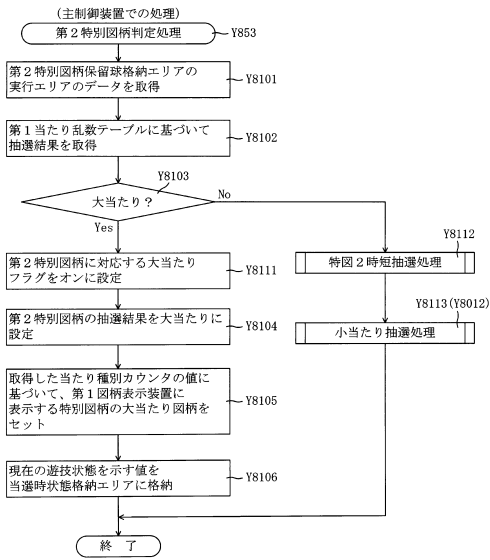 (主制御装置での処理)
第2特別図柄判定処理
Y853
第2特別図柄保留球格納エリアの
実行エリアのデータを取得
Y8101
第1当たり乱数テーブルに基づいて
抽選結果を取得
Y8102
Y8103
大当たり?
No
Yes
Y8112
特図2時短抽選処理
第2特別図柄に対応する大当たり
フラグをオンに設定
Y8111
Y8113(Y8012)
小当たり抽選処理
第2特別図柄の抽選結果を大当たりに
設定
Y8104
取得した当たり種別カウンタの値に
基づいて、第1図柄表示装置に
表示する特別図柄の大当たり図柄を
セット
Y8105
現在の遊技状態を示す値を
当選時状態格納エリアに格納
Y8106
終 了